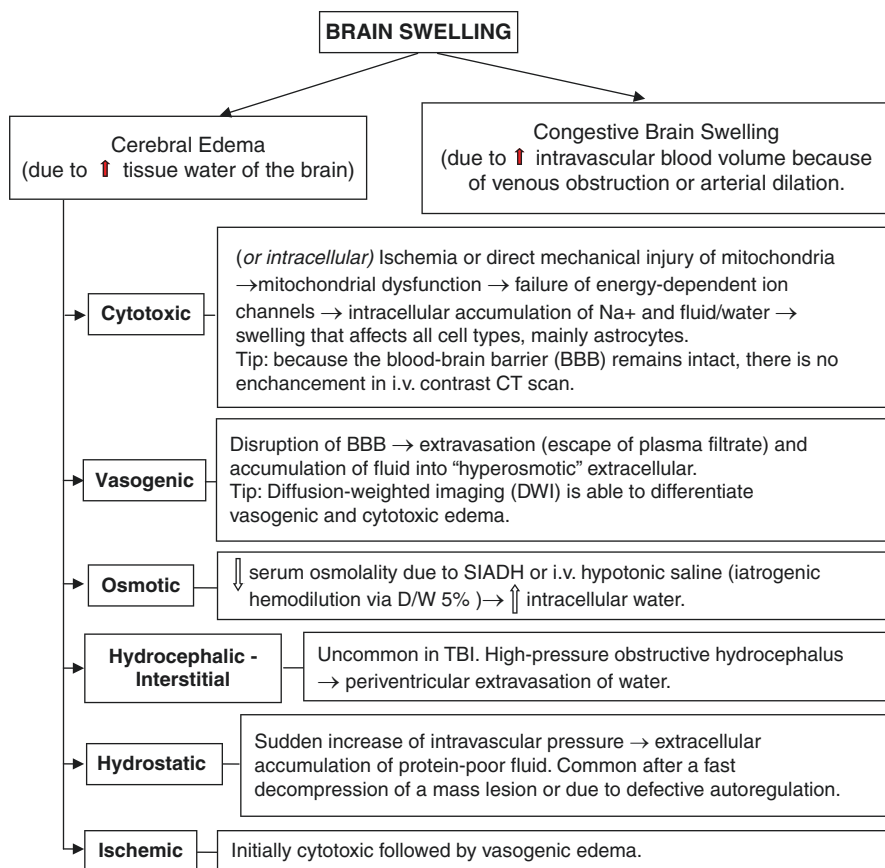 BRAIN SWELLING
Cerebral Edema
(due to ⬆ tissue water of the brain)
Congestive Brain Swelling
(due to ⬆ intravascular blood volume because
of venous obstruction or arterial dilation.
Cytotoxic
(or intracellular) Ischemia or direct mechanical injury of mitochondria
→mitochondrial dysfunction → failure of energy-dependent ion
channels → intracellular accumulation of Na+ and fluid/water →
swelling that affects all cell types, mainly astrocytes.
Tip: because the blood-brain barrier (BBB) remains intact, there is no
enchancement in i.v. contrast CT scan.
Vasogenic
Disruption of BBB → extravasation (escape of plasma filtrate) and
accumulation of fluid into “hyperosmotic” extracellular.
Tip: Diffusion-weighted imaging (DWI) is able to differentiate
vasogenic and cytotoxic edema.
Osmotic
⇩ serum osmolality due to SIADH or i.v. hypotonic saline (iatrogenic
hemodilution via D/W 5% )→ ⇧ intracellular water.
Hydrocephalic -
Interstitial
Uncommon in TBI. High-pressure obstructive hydrocephalus
→ periventricular extravasation of water.
Hydrostatic
Sudden increase of intravascular pressure → extracellular
accumulation of protein-poor fluid. Common after a fast
decompression of a mass lesion or due to defective autoregulation.
Ischemic
Initially cytotoxic followed by vasogenic edema.